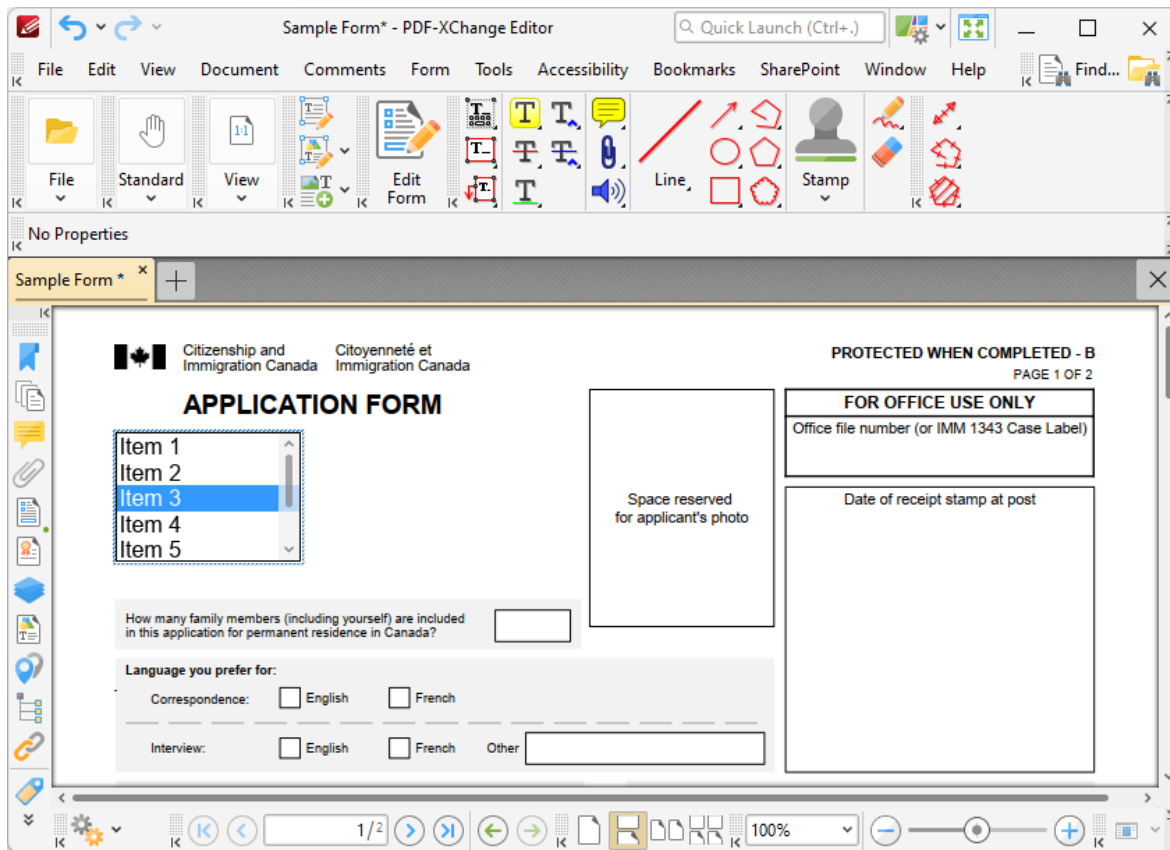 Sample Form* - PDF-XChange Editor
Quick Launch (Ctrl+.)
File Edit View Document Comments Form Tools Accessibility Bookmarks SharePoint Window Help Find...
File Standard View Edit Form Line Stamp
No Properties
Sample Form *
Citizenship and Immigration Canada
Citoyenneté et Immigration Canada
PROTECTED WHEN COMPLETED - B
PAGE 1 OF 2
APPLICATION FORM
FOR OFFICE USE ONLY
Office file number (or IMM 1343 Case Label)
Item 1
Item 2
Item 3
Item 4
Item 5
Space reserved
for applicant's photo
Date of receipt stamp at post
How many family members (including yourself) are included
in this application for permanent residence in Canada?
Language you prefer for:
Correspondence: English French
Interview: English French Other
1/2
100%